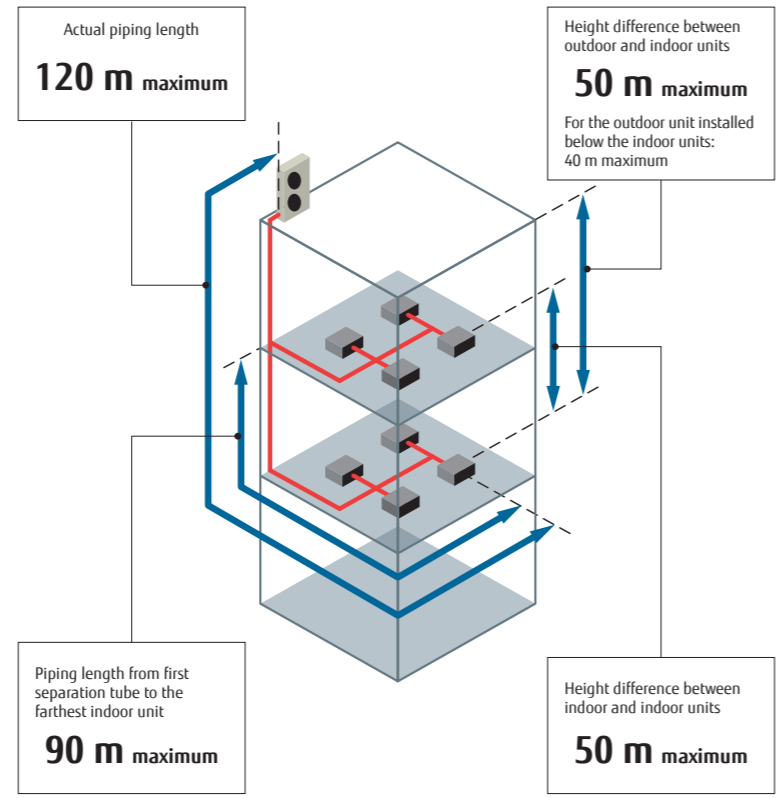 Actual piping length
120 m maximum
Height difference between
outdoor and indoor units
50 m maximum
For the outdoor unit installed
below the indoor units:
40 m maximum
Piping length from first
separation tube to the
farthest indoor unit
90 m maximum
Height difference between
indoor and indoor units
50 m maximum